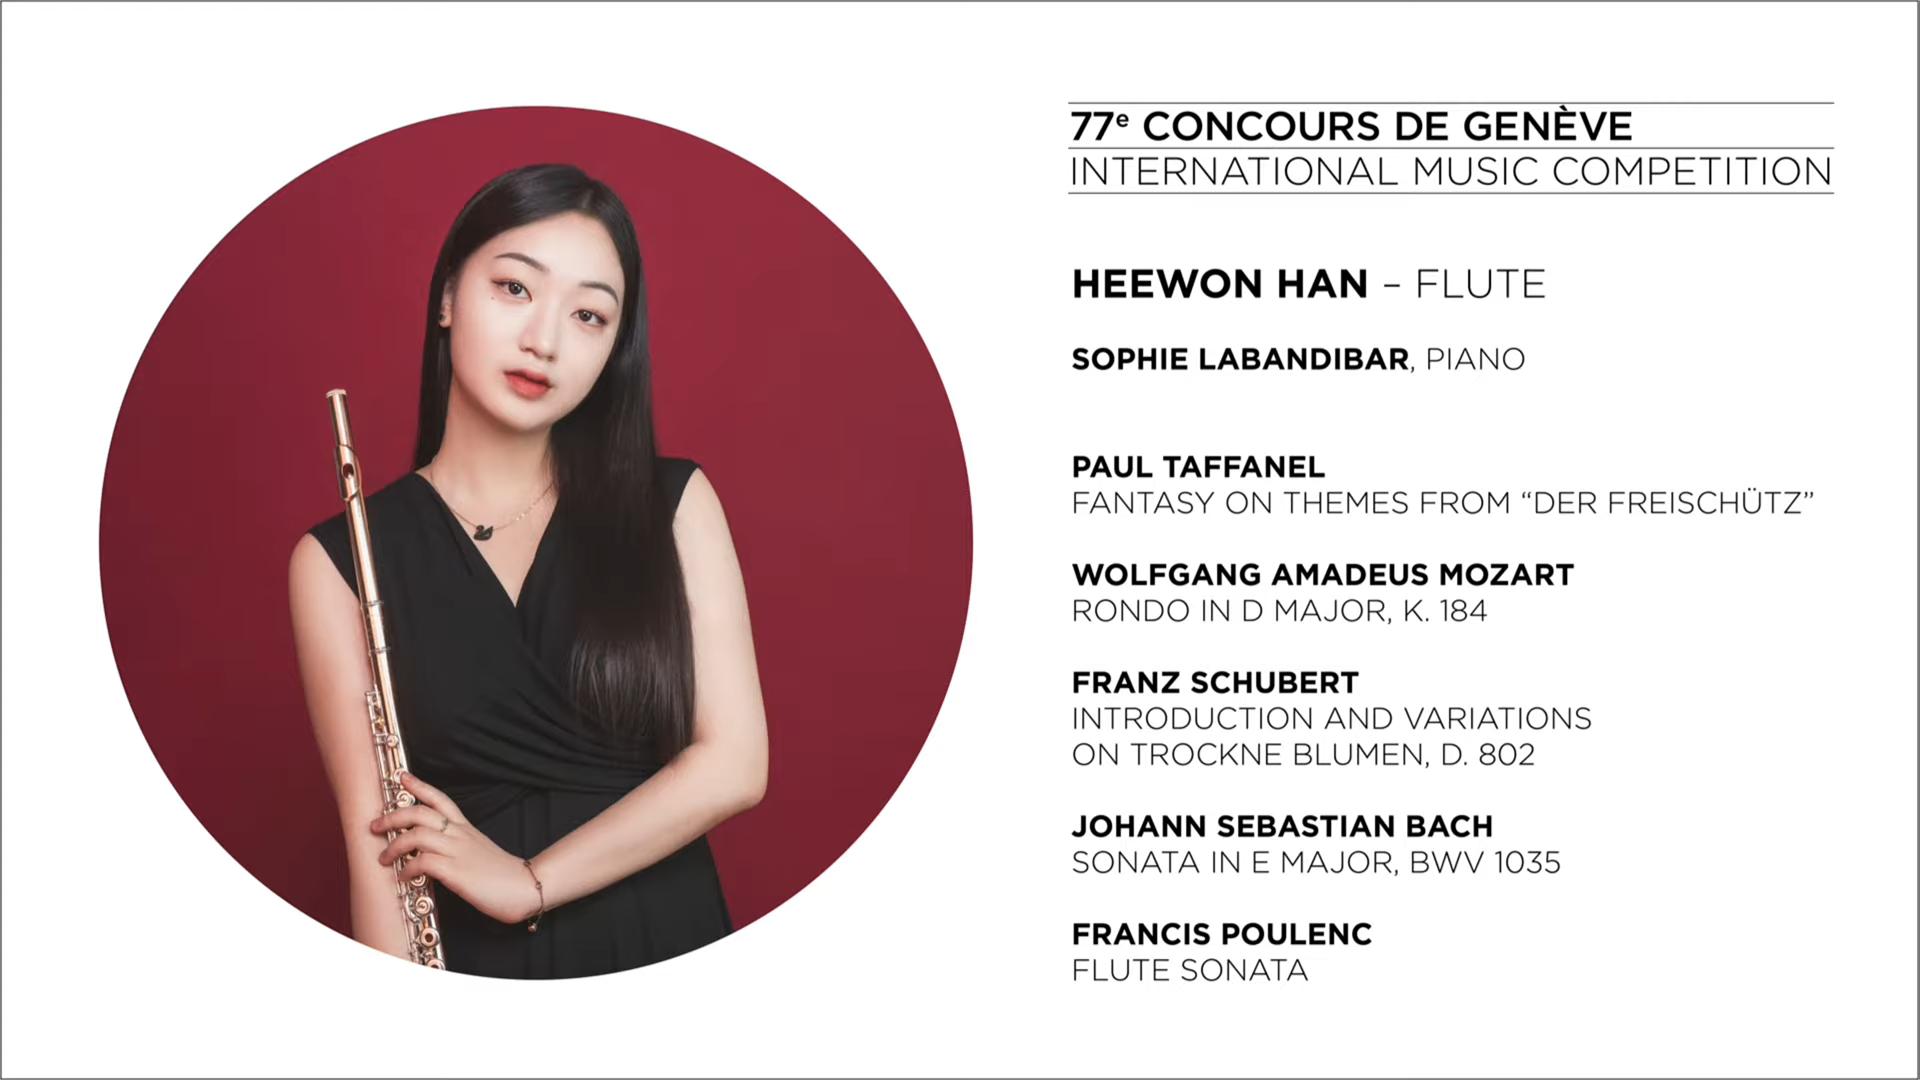 77e CONCOURS DE GENÈVE
INTERNATIONAL MUSIC COMPETITION
HEEWON HAN – FLUTE
SOPHIE LABANDIBAR, PIANO
PAUL TAFFANEL
FANTASY ON THEMES FROM “DER FREISCHÜTZ”
WOLFGANG AMADEUS MOZART
RONDO IN D MAJOR, K. 184
FRANZ SCHUBERT
INTRODUCTION AND VARIATIONS
ON TROCKNE BLUMEN, D. 802
JOHANN SEBASTIAN BACH
SONATA IN E MAJOR, BWV 1035
FRANCIS POULENC
FLUTE SONATA